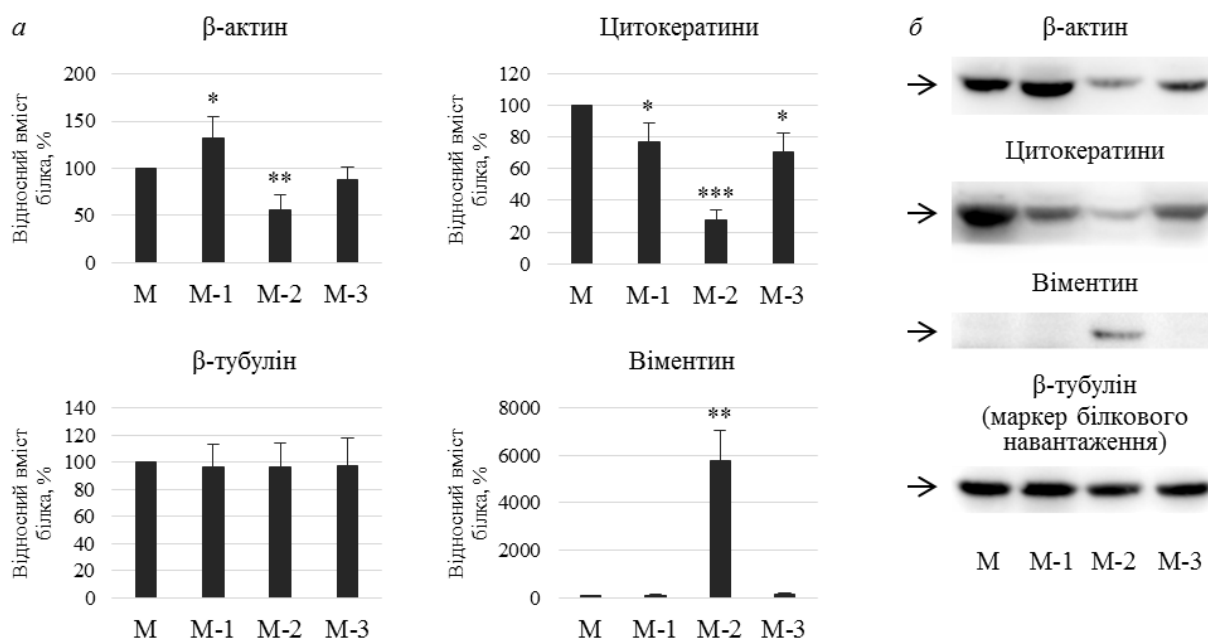 а
β-актин
Відносний вміст
білка, %
200
150
100
50
0
*
**
М
М-1
М-2
М-3
Цитокератини
Відносний вміст
білка, %
120
100
80
60
40
20
0
*
***
*
М
М-1
М-2
М-3
β-тубулін
Відносний вміст
білка, %
140
120
100
80
60
40
20
0
М
М-1
М-2
М-3
Віментин
Відносний вміст
білка, %
8000
6000
4000
2000
0
**
М
М-1
М-2
М-3
б
β-актин
Цитокератини
Віментин
β-тубулін
(маркер білкового
навантаження)
М М-1 М-2 М-3